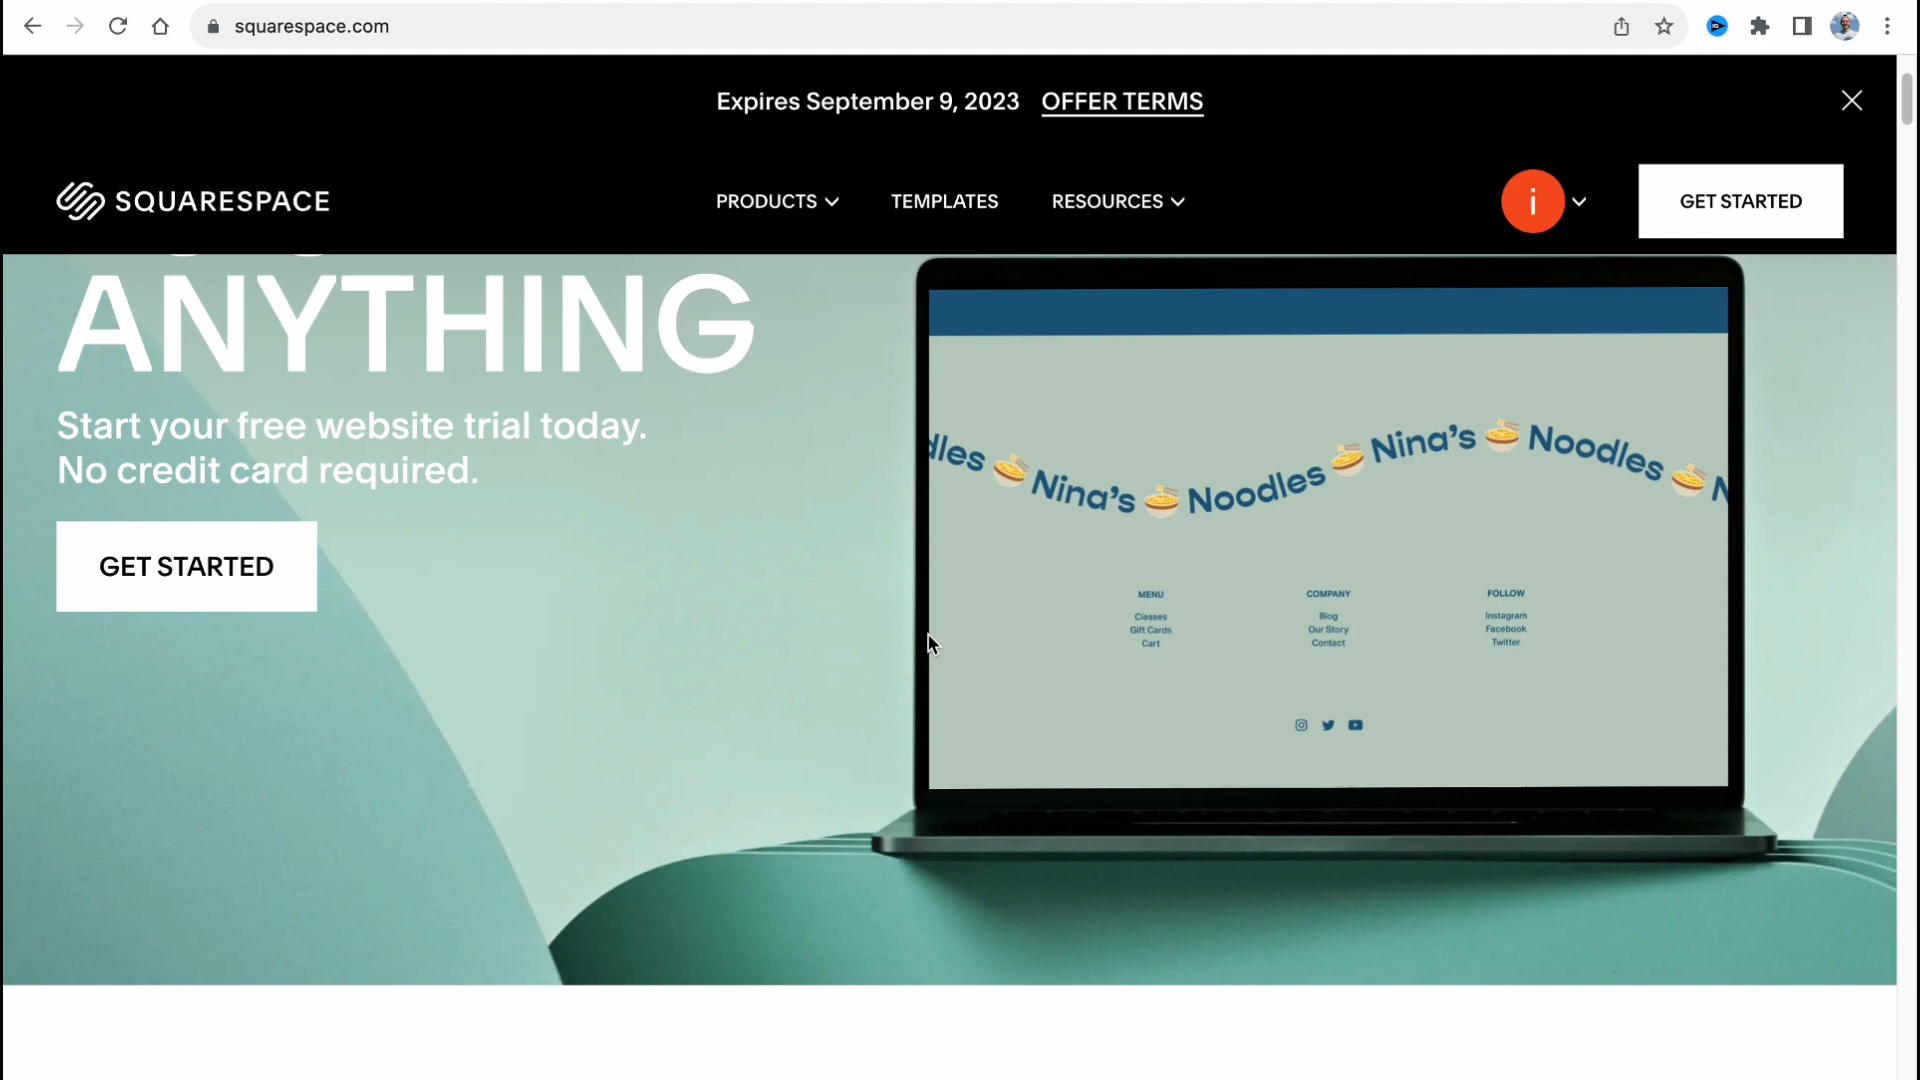 squarespace.com
Expires September 9, 2023 OFFER TERMS
SQUARESPACE
PRODUCTS
TEMPLATES
RESOURCES
i
GET STARTED
ANYTHING
Start your free website trial today.
No credit card required.
GET STARTED
dles 🍜 Nina's 🍜 Noodles 🍜 Nina's 🍜 Noodles 🍜 N
MENU
Classes
Gift Cards
Cart
COMPANY
Blog
Our Story
Contact
FOLLOW
Instagram
Facebook
Twitter